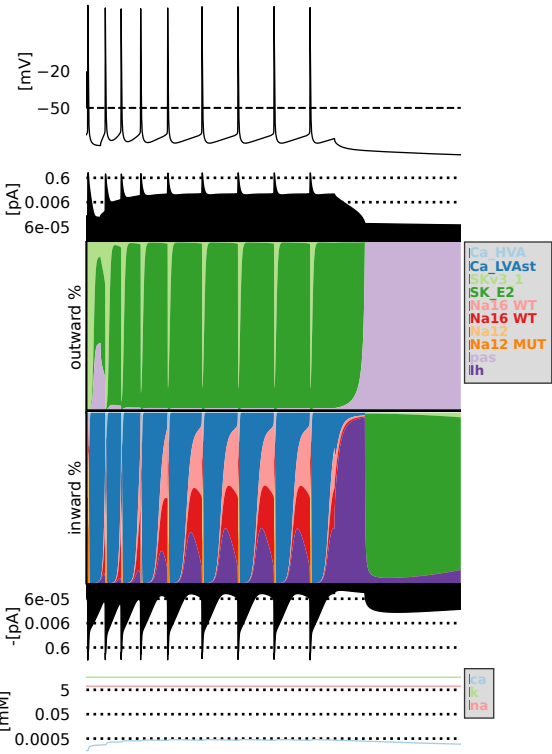 [mV]
−20
−50
[pA]
0.6
0.006
6e-05
outward %
Ca_HVA
Ca_LVAst
SKv3_1
SK_E2
Na16 WT
Na16 WT
Na12
Na12 MUT
pas
Ih
inward %
-[pA]
6e-05
0.006
0.6
[mM]
5
0.05
0.0005
ca
k
na